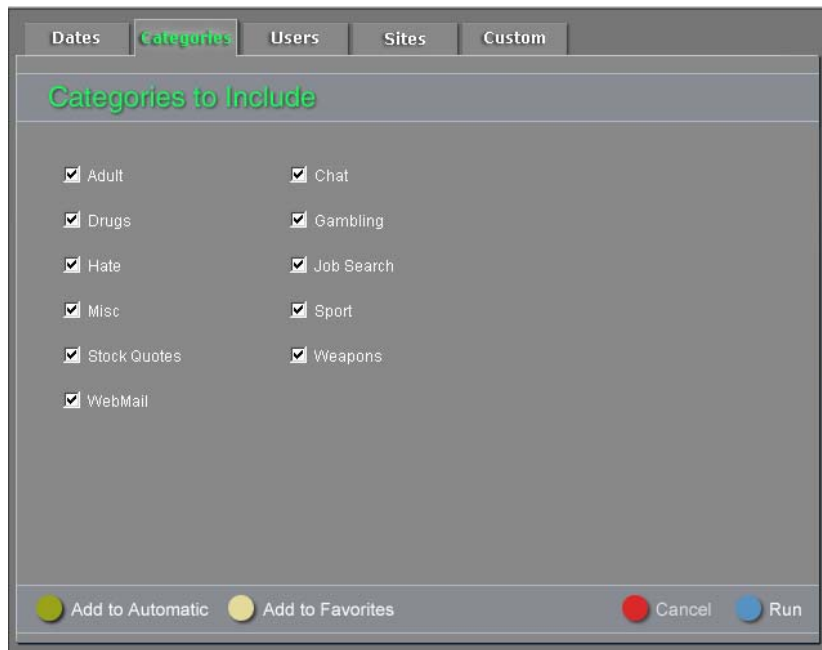 Dates Categories Users Sites Custom
Categories to Include
Adult Chat
Drugs Gambling
Hate Job Search
Misc Sport
Stock Quotes Weapons
WebMail
Add to Automatic Add to Favorites Cancel Run